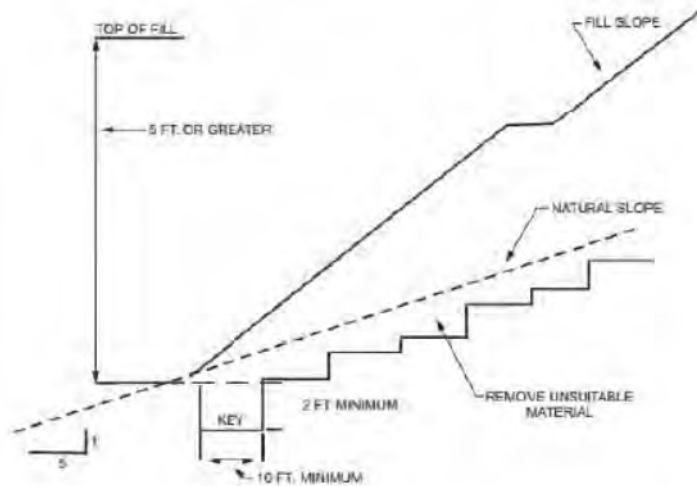 TOP OF FILL
FILL SLOPE
5 FT. OR GREATER
NATURAL SLOPE
2 FT MINIMUM
REMOVE UNSUITABLE
MATERIAL
KEY
1
5
10 FT. MINIMUM